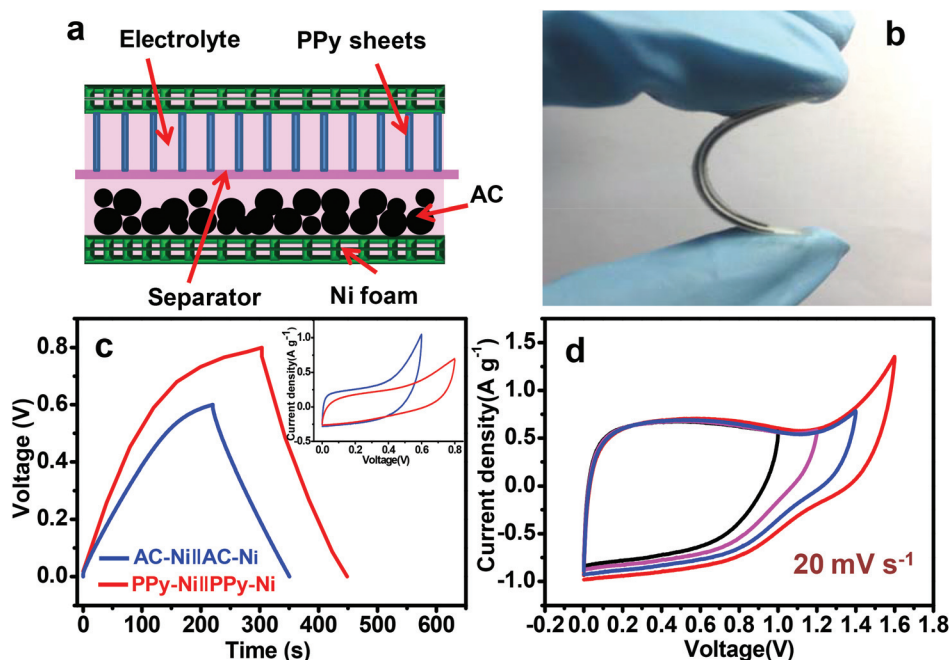 a
Electrolyte
PPy sheets
AC
Separator
Ni foam
b
c
Voltage (V)
0.8
0.6
0.4
0.2
0.0
0 100 200 300 400 500 600
Time (s)
AC-Ni||AC-Ni
PPy-Ni||PPy-Ni
Current density(A g⁻¹)
1.0
0.5
0.0
-0.5
0.0 0.2 0.4 0.6 0.8
Voltage(V)
d
Current density(A g⁻¹)
1.5
1.0
0.5
0.0
-0.5
-1.0
-0.2 0.0 0.2 0.4 0.6 0.8 1.0 1.2 1.4 1.6 1.8
Voltage(V)
20 mV s⁻¹